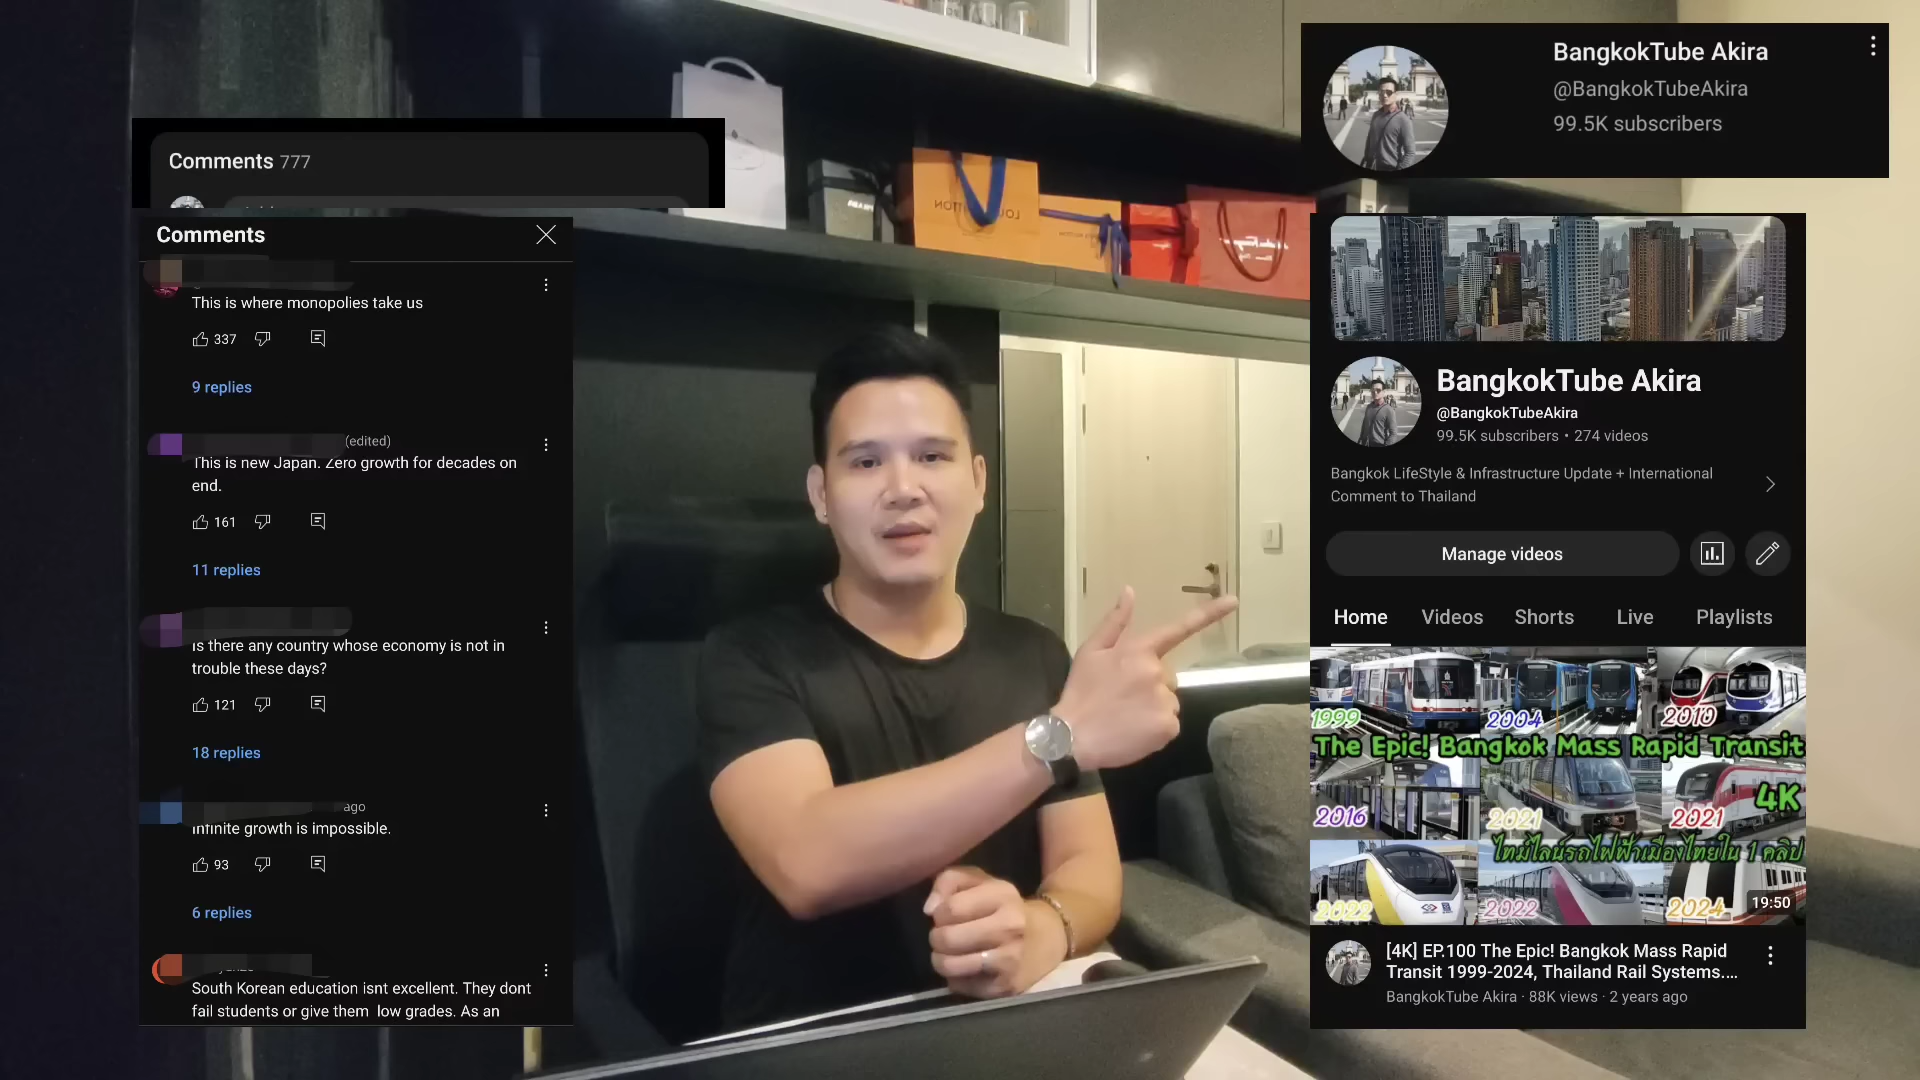 Comments 777
Comments
This is where monopolies take us
337
9 replies
(edited)
This is new Japan. Zero growth for decades on
end.
161
11 replies
Is there any country whose economy is not in
trouble these days?
121
18 replies
ago
Infinite growth is impossible.
93
6 replies
South Korean education isnt excellent. They dont
fail students or give them low grades. As an
BangkokTube Akira
@BangkokTubeAkira
99.5K subscribers
BangkokTube Akira
@BangkokTubeAkira
99.5K subscribers • 274 videos
Bangkok LifeStyle & Infrastructure Update + International
Comment to Thailand
Manage videos
Home Videos Shorts Live Playlists
1999 2004 2010
The Epic! Bangkok Mass Rapid Transit
4K
2016 2021 2021
ไทม์ไลน์รถไฟฟ้าเมืองไทยใน 1 คลิป
2022 2022 2024
19:50
[4K] EP.100 The Epic! Bangkok Mass Rapid
Transit 1999-2024, Thailand Rail Systems....
BangkokTube Akira · 88K views · 2 years ago